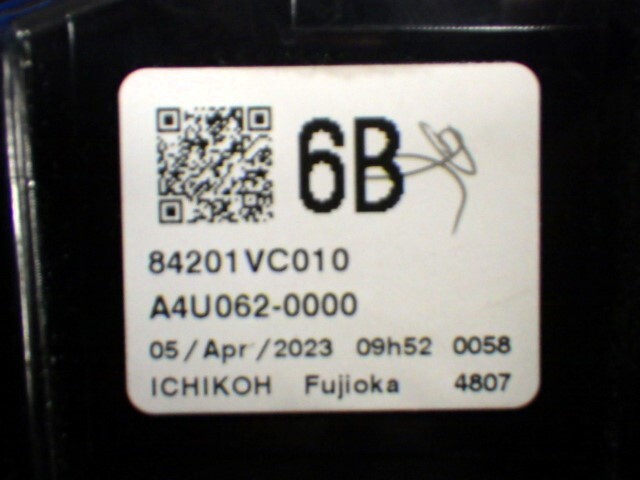 6B
84201VC010
A4U062-0000
05/Apr/2023 09h52 0058
ICHIKOH Fujioka 4807